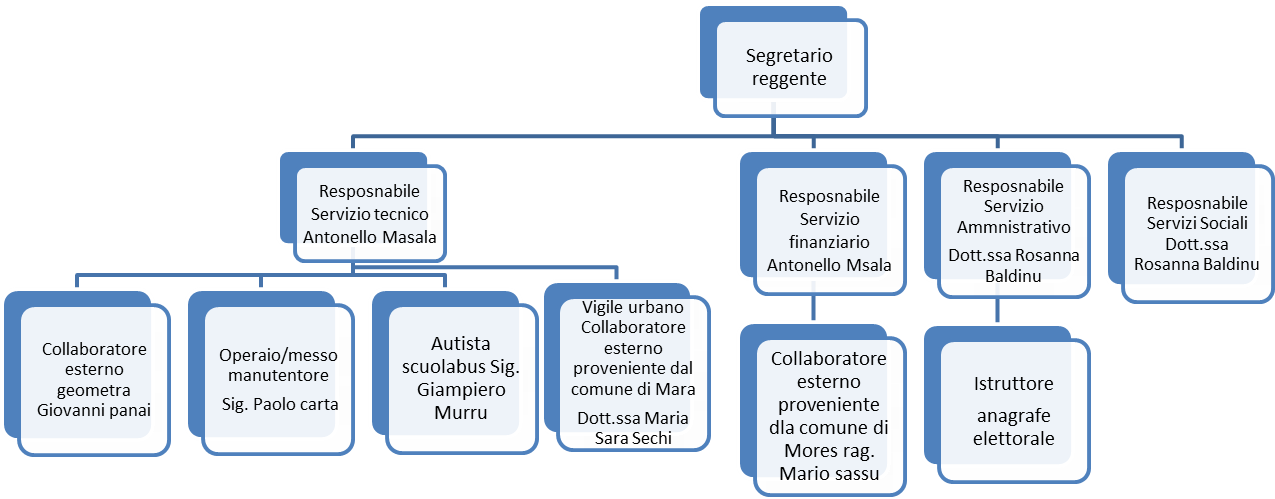 Segretario
reggente
Resposnabile
Servizio tecnico
Antonello Masala
Resposnabile
Servizio
finanziario
Antonello Msala
Resposnabile
Servizio
Ammnistrativo
Dott.ssa Rosanna
Baldinu
Resposnabile
Servizi Sociali
Dott.ssa
Rosanna Baldinu
Collaboratore
esterno
geometra
Giovanni panai
Operaio/messo
manutentore
Sig. Paolo carta
Autista
scuolabus Sig.
Giampiero
Murru
Vigile urbano
Collaboratore
esterno
proveniente dal
comune di Mara
Dott.ssa Maria
Sara Sechi
Collaboratore
esterno
proveniente
dla comune di
Mores rag.
Mario sassu
Istruttore
anagrafe
elettorale